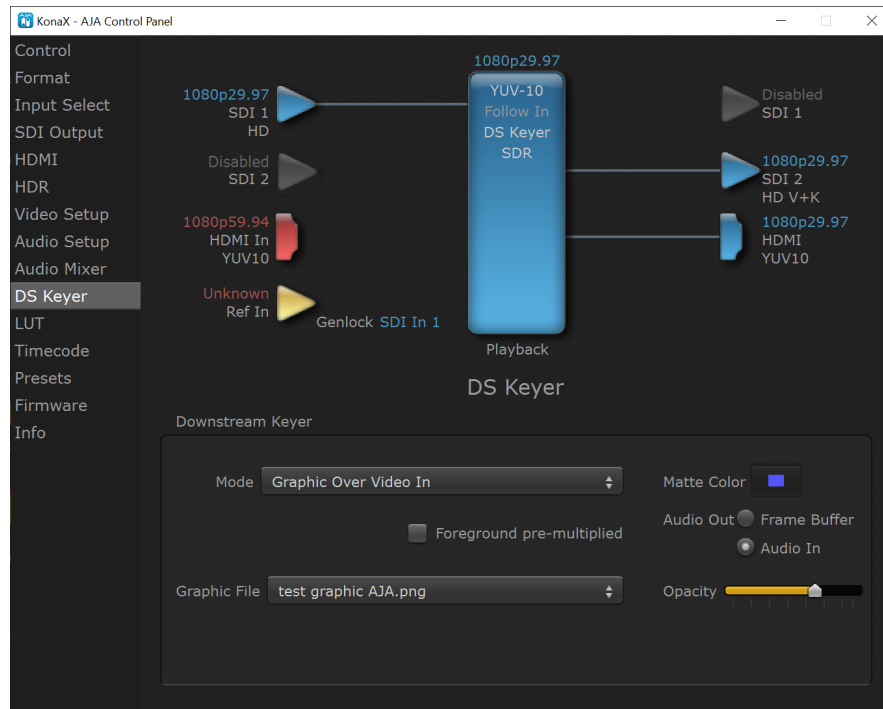 KonaX - AJA Control Panel
Control
Format
Input Select
SDI Output
HDMI
HDR
Video Setup
Audio Setup
Audio Mixer
DS Keyer
LUT
Timecode
Presets
Firmware
Info
1080p29.97
SDI 1
HD
Disabled
SDI 2
1080p59.94
HDMI In
YUV10
Unknown
Ref In
Genlock SDI In 1
1080p29.97
YUV-10
Follow In
DS Keyer
SDR
Playback
Disabled
SDI 1
1080p29.97
SDI 2
HD V+K
1080p29.97
HDMI
YUV10
DS Keyer
Downstream Keyer
Mode Graphic Over Video In
Foreground pre-multiplied
Graphic File test graphic AJA.png
Matte Color
Audio Out Frame Buffer
Audio In
Opacity